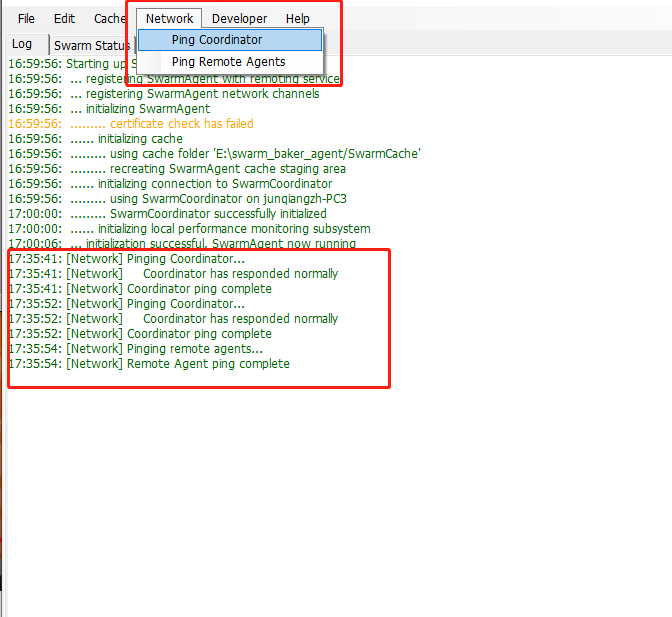 File Edit Cache Network Developer Help
Ping Coordinator
Ping Remote Agents
Log Swarm Status
16:59:56: Starting up S
16:59:56: ... registering SwarmAgent with remoting service
16:59:56: ... registering SwarmAgent network channels
16:59:56: ... initializing SwarmAgent
16:59:56: ......... certificate check has failed
16:59:56: ...... initializing cache
16:59:56: ......... using cache folder 'E:\swarm_baker_agent/SwarmCache'
16:59:56: ......... recreating SwarmAgent cache staging area
16:59:56: ...... initializing connection to SwarmCoordinator
16:59:56: ......... using SwarmCoordinator on junqiangzh-PC3
17:00:00: ......... SwarmCoordinator successfully initialized
17:00:00: ...... initializing local performance monitoring subsystem
17:00:06: ... initialization successful, SwarmAgent now running
17:35:41: [Network] Pinging Coordinator...
17:35:41: [Network] Coordinator has responded normally
17:35:41: [Network] Coordinator ping complete
17:35:52: [Network] Pinging Coordinator...
17:35:52: [Network] Coordinator has responded normally
17:35:52: [Network] Coordinator ping complete
17:35:54: [Network] Pinging remote agents...
17:35:54: [Network] Remote Agent ping complete